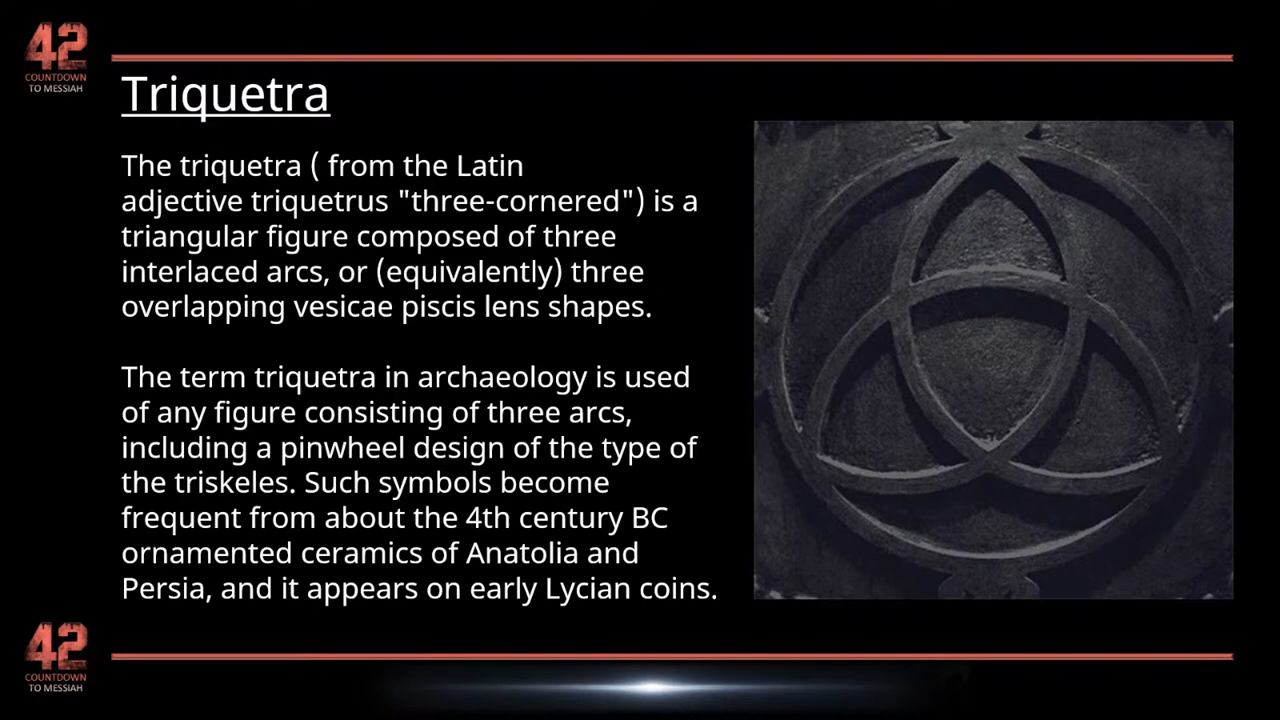 42
COUNTDOWN
TO MESSIAH
Triquetra
The triquetra ( from the Latin
adjective triquetrus "three-cornered") is a
triangular figure composed of three
interlaced arcs, or (equivalently) three
overlapping vesicae piscis lens shapes.
The term triquetra in archaeology is used
of any figure consisting of three arcs,
including a pinwheel design of the type of
the triskeles. Such symbols become
frequent from about the 4th century BC
ornamented ceramics of Anatolia and
Persia, and it appears on early Lycian coins.
42
COUNTDOWN
TO MESSIAH